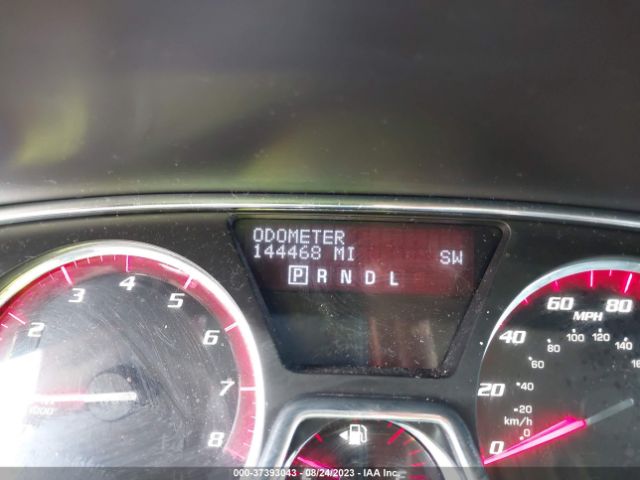 ODOMETER
144468 MI SW
P R N D L
2 3 4 5 6 7 8
0 20 40 60 80
MPH
0 20 40 60 80 100 120 140
km/h
000-37393043 - 08/24/2023 - IAA Inc.